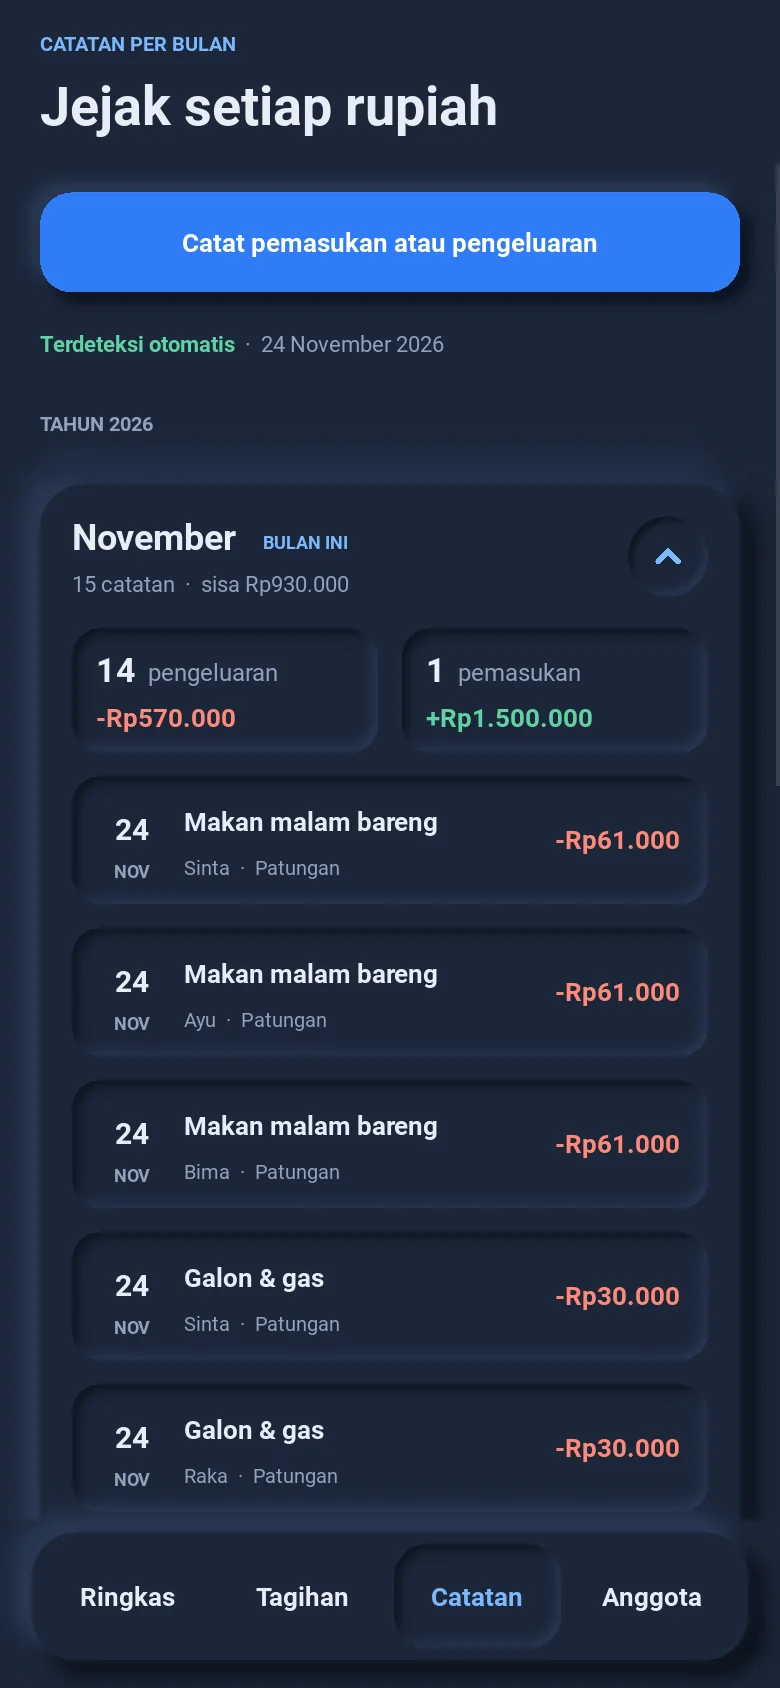 CATATAN PER BULAN
Jejak setiap rupiah
Catat pemasukan atau pengeluaran
Terdeteksi otomatis · 24 November 2026
TAHUN 2026
November BULAN INI
15 catatan · sisa Rp930.000
14 pengeluaran
-Rp570.000
1 pemasukan
+Rp1.500.000
24 NOV
Makan malam bareng
Sinta · Patungan
-Rp61.000
24 NOV
Makan malam bareng
Ayu · Patungan
-Rp61.000
24 NOV
Makan malam bareng
Bima · Patungan
-Rp61.000
24 NOV
Galon & gas
Sinta · Patungan
-Rp30.000
24 NOV
Galon & gas
Raka · Patungan
-Rp30.000
Ringkas Tagihan Catatan Anggota